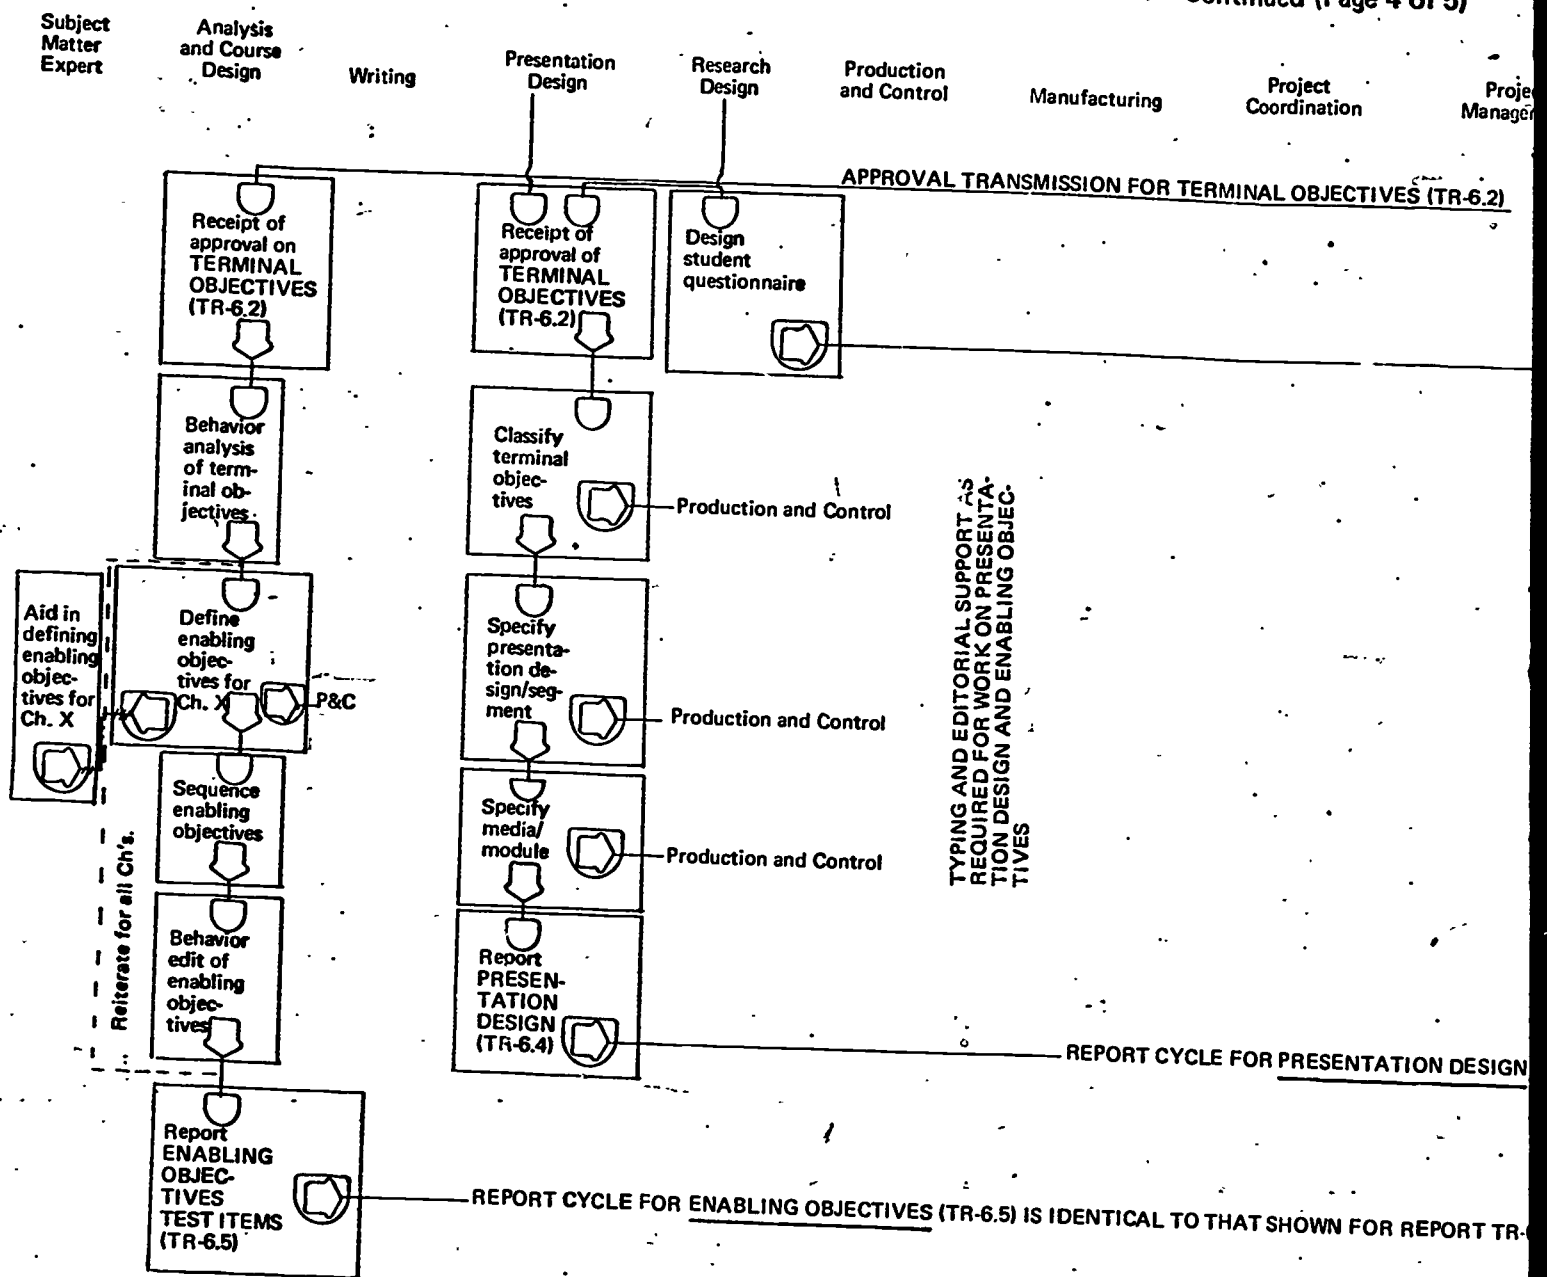 Continued (Page 4 of 5)
Subject
Matter
Expert
Analysis
and Course
Design
Writing
Presentation
Design
Research
Design
Production
and Control
Manufacturing
Project
Coordination
APPROVAL TRANSMISSION FOR TERMINAL OBJECTIVES (TR-6.2)
Receipt of
approval on
TERMINAL
OBJECTIVES
(TR-6.2)
Receipt of
approval of
TERMINAL
OBJECTIVES
(TR-6.2)
Design
student
questionnaire
Behavior
analysis
of term-
inal ob-
jectives
Classify
terminal
objec-
tives
Production and Control
Aid in
defining
enabling
objec-
tives for
Ch. X
Define
enabling
objec-
tives for
Ch. X
P&C
Specify
presenta-
tion de-
sign/seg-
ment
Production and Control
TYPING AND EDITORIAL SUPPORT AS
REQUIRED FOR WORK ON PRESENTA-
TION DESIGN AND ENABLING OBJEC-
TIVES
Sequence
enabling
objectives
Specify
media/
module
Production and Control
Reiterate for all Ch's.
Behavior
edit of
enabling
objec-
tives
Report
PRESEN-
TATION
DESIGN
(TR-6.4)
REPORT CYCLE FOR PRESENTATION DESIGN
Report
ENABLING
OBJEC-
TIVES
TEST ITEMS
(TR-6.5)
REPORT CYCLE FOR ENABLING OBJECTIVES (TR-6.5) IS IDENTICAL TO THAT SHOWN FOR REPORT